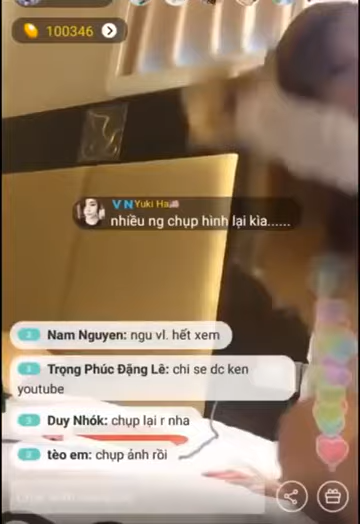 100346
VN Yuki Ha
nhiều ng chụp hình lại kìa......
Nam Nguyen: ngu vl. hết xem
Trọng Phúc Đặng Lê: chi se dc ken
youtube
Duy Nhók: chụp lại r nha
tèo em: chụp ảnh rồi